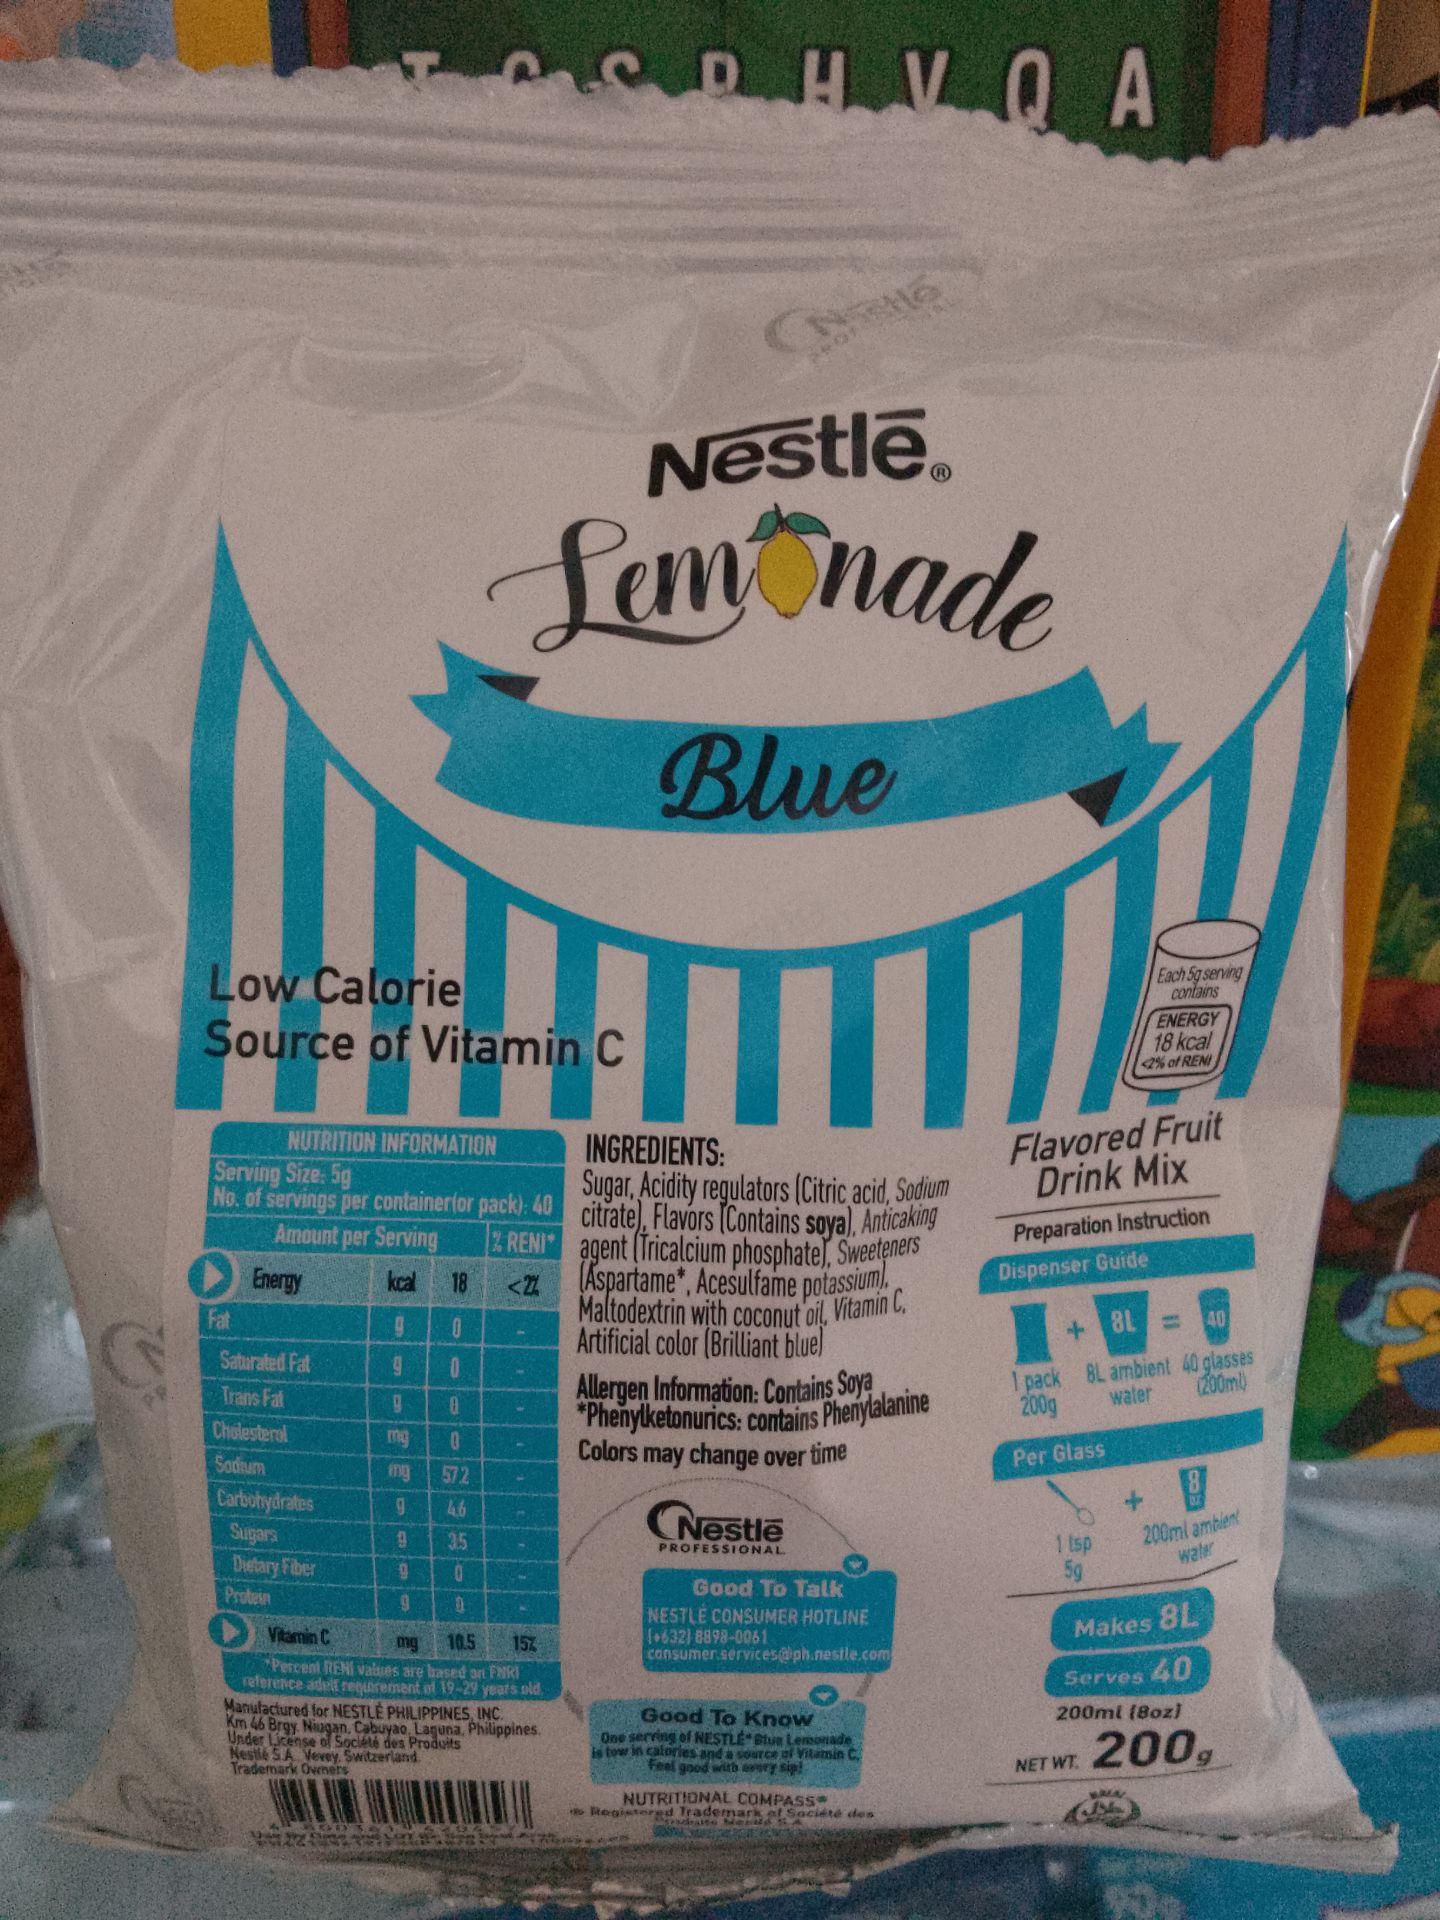 T C S P H V Q A
Nestlé
Nestlé®
Lemonade
Blue
Low Calorie
Source of Vitamin C
Each 5g serving
contains
ENERGY
18 kcal
<2% of RENI
NUTRITION INFORMATION
Serving Size: 5g
No. of servings per container(or pack): 40
Amount per Serving % RENI*
Energy kcal 18 <2%
Fat g 0 -
Saturated Fat g 0 -
Trans Fat g 0 -
Cholesterol mg 0 -
Sodium mg 57.2 -
Carbohydrates g 4.6 -
Sugars g 3.5 -
Dietary Fiber g 0 -
Protein g 0 -
Vitamin C mg 10.5 15%
*Percent RENI values are based on FNRI
reference adult requirement of 19-29 years old.
Manufactured for NESTLÉ PHILIPPINES, INC.
Km 46 Brgy. Niugan, Cabuyao, Laguna, Philippines.
Under License of Société des Produits
Nestlé S.A. Vevey, Switzerland
Trademark Owners
INGREDIENTS:
Sugar, Acidity regulators (Citric acid, Sodium
citrate), Flavors (Contains soya), Anticaking
agent (Tricalcium phosphate), Sweeteners
(Aspartame*, Acesulfame potassium),
Maltodextrin with coconut oil, Vitamin C,
Artificial color (Brilliant blue)
Allergen Information: Contains Soya
*Phenylketonurics: contains Phenylalanine
Colors may change over time
Nestlé
PROFESSIONAL
Good To Talk
NESTLÉ CONSUMER HOTLINE
(+632) 8898-0061
consumer.services@ph.nestle.com
Good To Know
One serving of NESTLÉ® Blue Lemonade
is low in calories and a source of Vitamin C.
Feel good with every sip!
NUTRITIONAL COMPASS®
® Registered Trademark of Société des
Produits Nestlé S.A.
Flavored Fruit
Drink Mix
Preparation Instruction
Dispenser Guide
+ 8L = 40
1 pack 8L ambient 40 glasses
200g water (200ml)
Per Glass
+ 8 oz
1 tsp 200ml ambient
5g water
Makes 8L
Serves 40
200ml (8oz)
NET WT. 200g